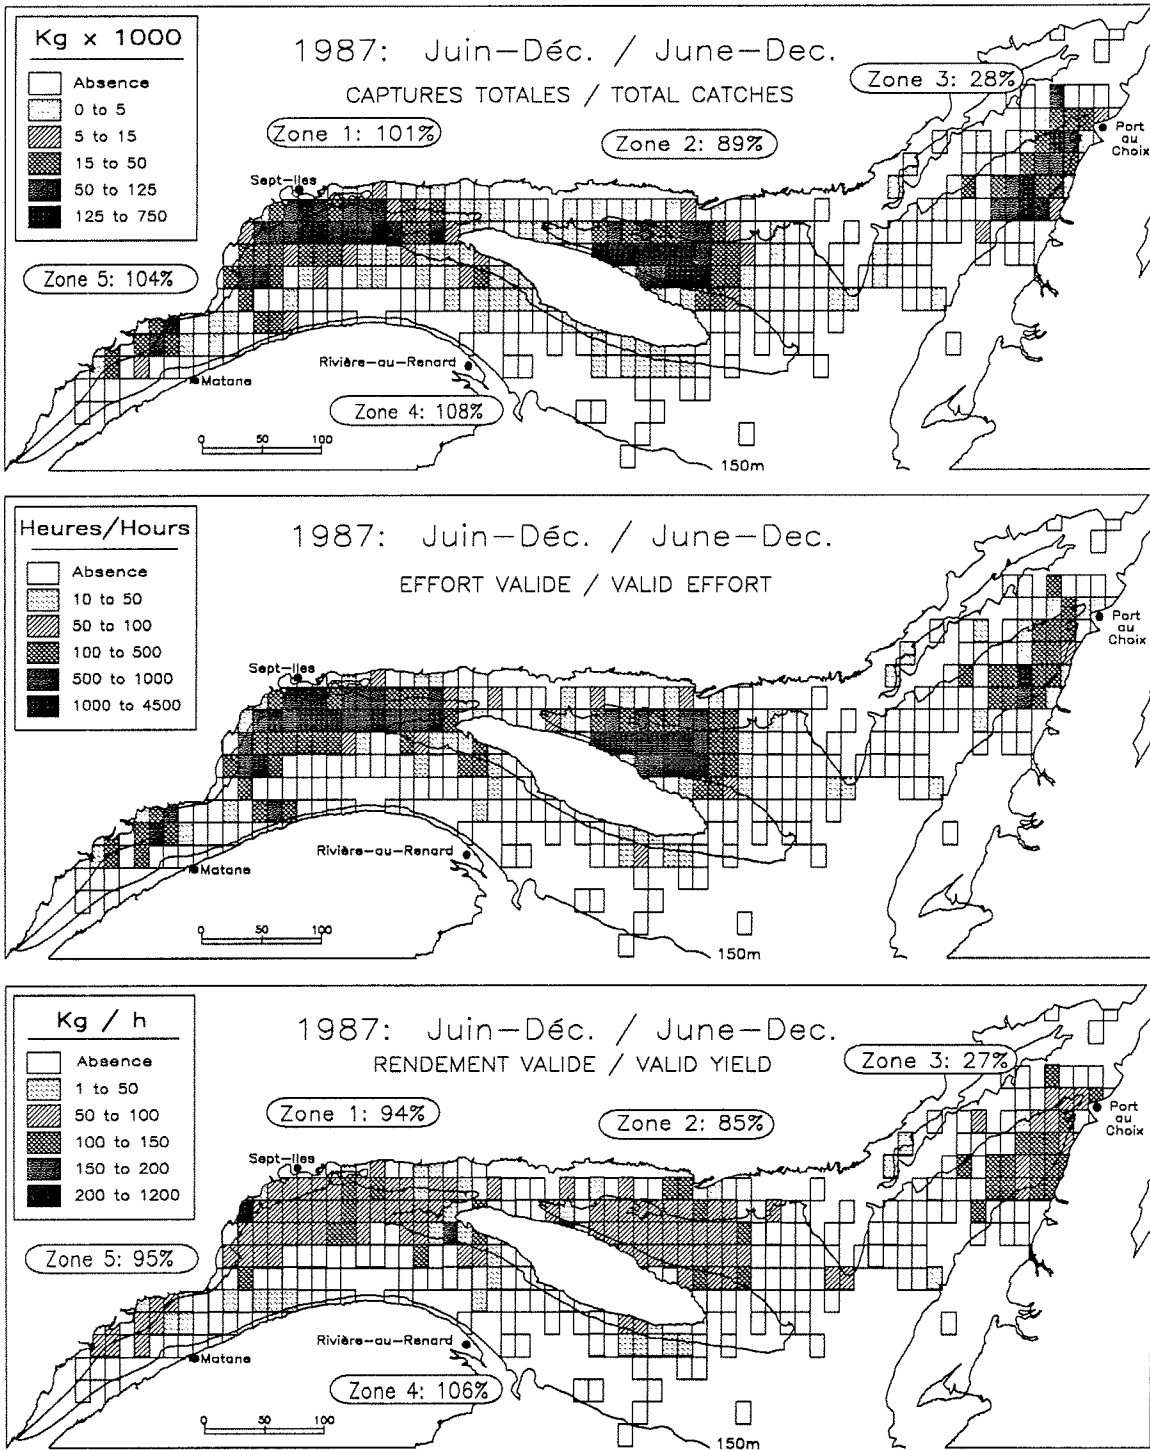 Kg x 1000
Absence
0 to 5
5 to 15
15 to 50
50 to 125
125 to 750
1987: Juin-Déc. / June-Dec.
CAPTURES TOTALES / TOTAL CATCHES
Zone 3: 28%
Zone 1: 101%
Zone 2: 89%
Port
au
Choix
Sept-Iles
Zone 5: 104%
Rivière-au-Renard
Matane
Zone 4: 108%
0 50 100
150m
Heures/Hours
Absence
10 to 50
50 to 100
100 to 500
500 to 1000
1000 to 4500
1987: Juin-Déc. / June-Dec.
EFFORT VALIDE / VALID EFFORT
Port
au
Choix
Sept-Iles
Rivière-au-Renard
Matane
0 50 100
150m
Kg / h
Absence
1 to 50
50 to 100
100 to 150
150 to 200
200 to 1200
1987: Juin-Déc. / June-Dec.
RENDEMENT VALIDE / VALID YIELD
Zone 3: 27%
Zone 1: 94%
Zone 2: 85%
Port
au
Choix
Sept-Iles
Zone 5: 95%
Rivière-au-Renard
Matane
Zone 4: 106%
0 50 100
150m